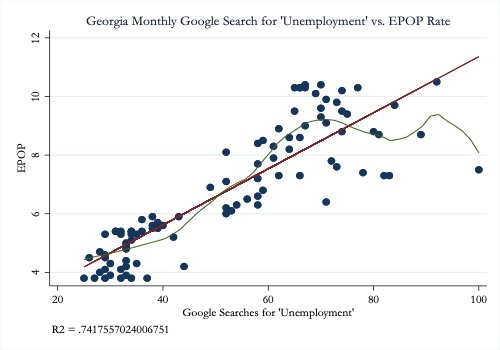 Georgia Monthly Google Search for 'Unemployment' vs. EPOP Rate
12
10
8
6
4
EPOP
20
40
60
80
100
Google Searches for 'Unemployment'
R2 = .7417557024006751